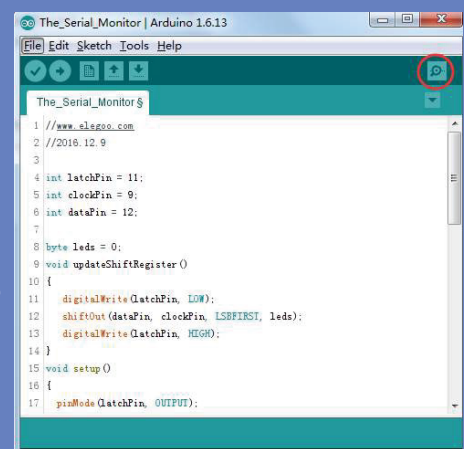 The_Serial_Monitor | Arduino 1.6.13
File Edit Sketch Tools Help
The_Serial_Monitor §
1 //www.elegoo.com
2 //2016.12.9
3
4 int latchPin = 11;
5 int clockPin = 9;
6 int dataPin = 12;
7
8 byte leds = 0;
9 void updateShiftRegister()
10 {
11 digitalWrite(latchPin, LOW);
12 shiftOut(dataPin, clockPin, LSBFIRST, leds);
13 digitalWrite(latchPin, HIGH);
14 }
15 void setup()
16 {
17 pinMode(latchPin, OUTPUT);